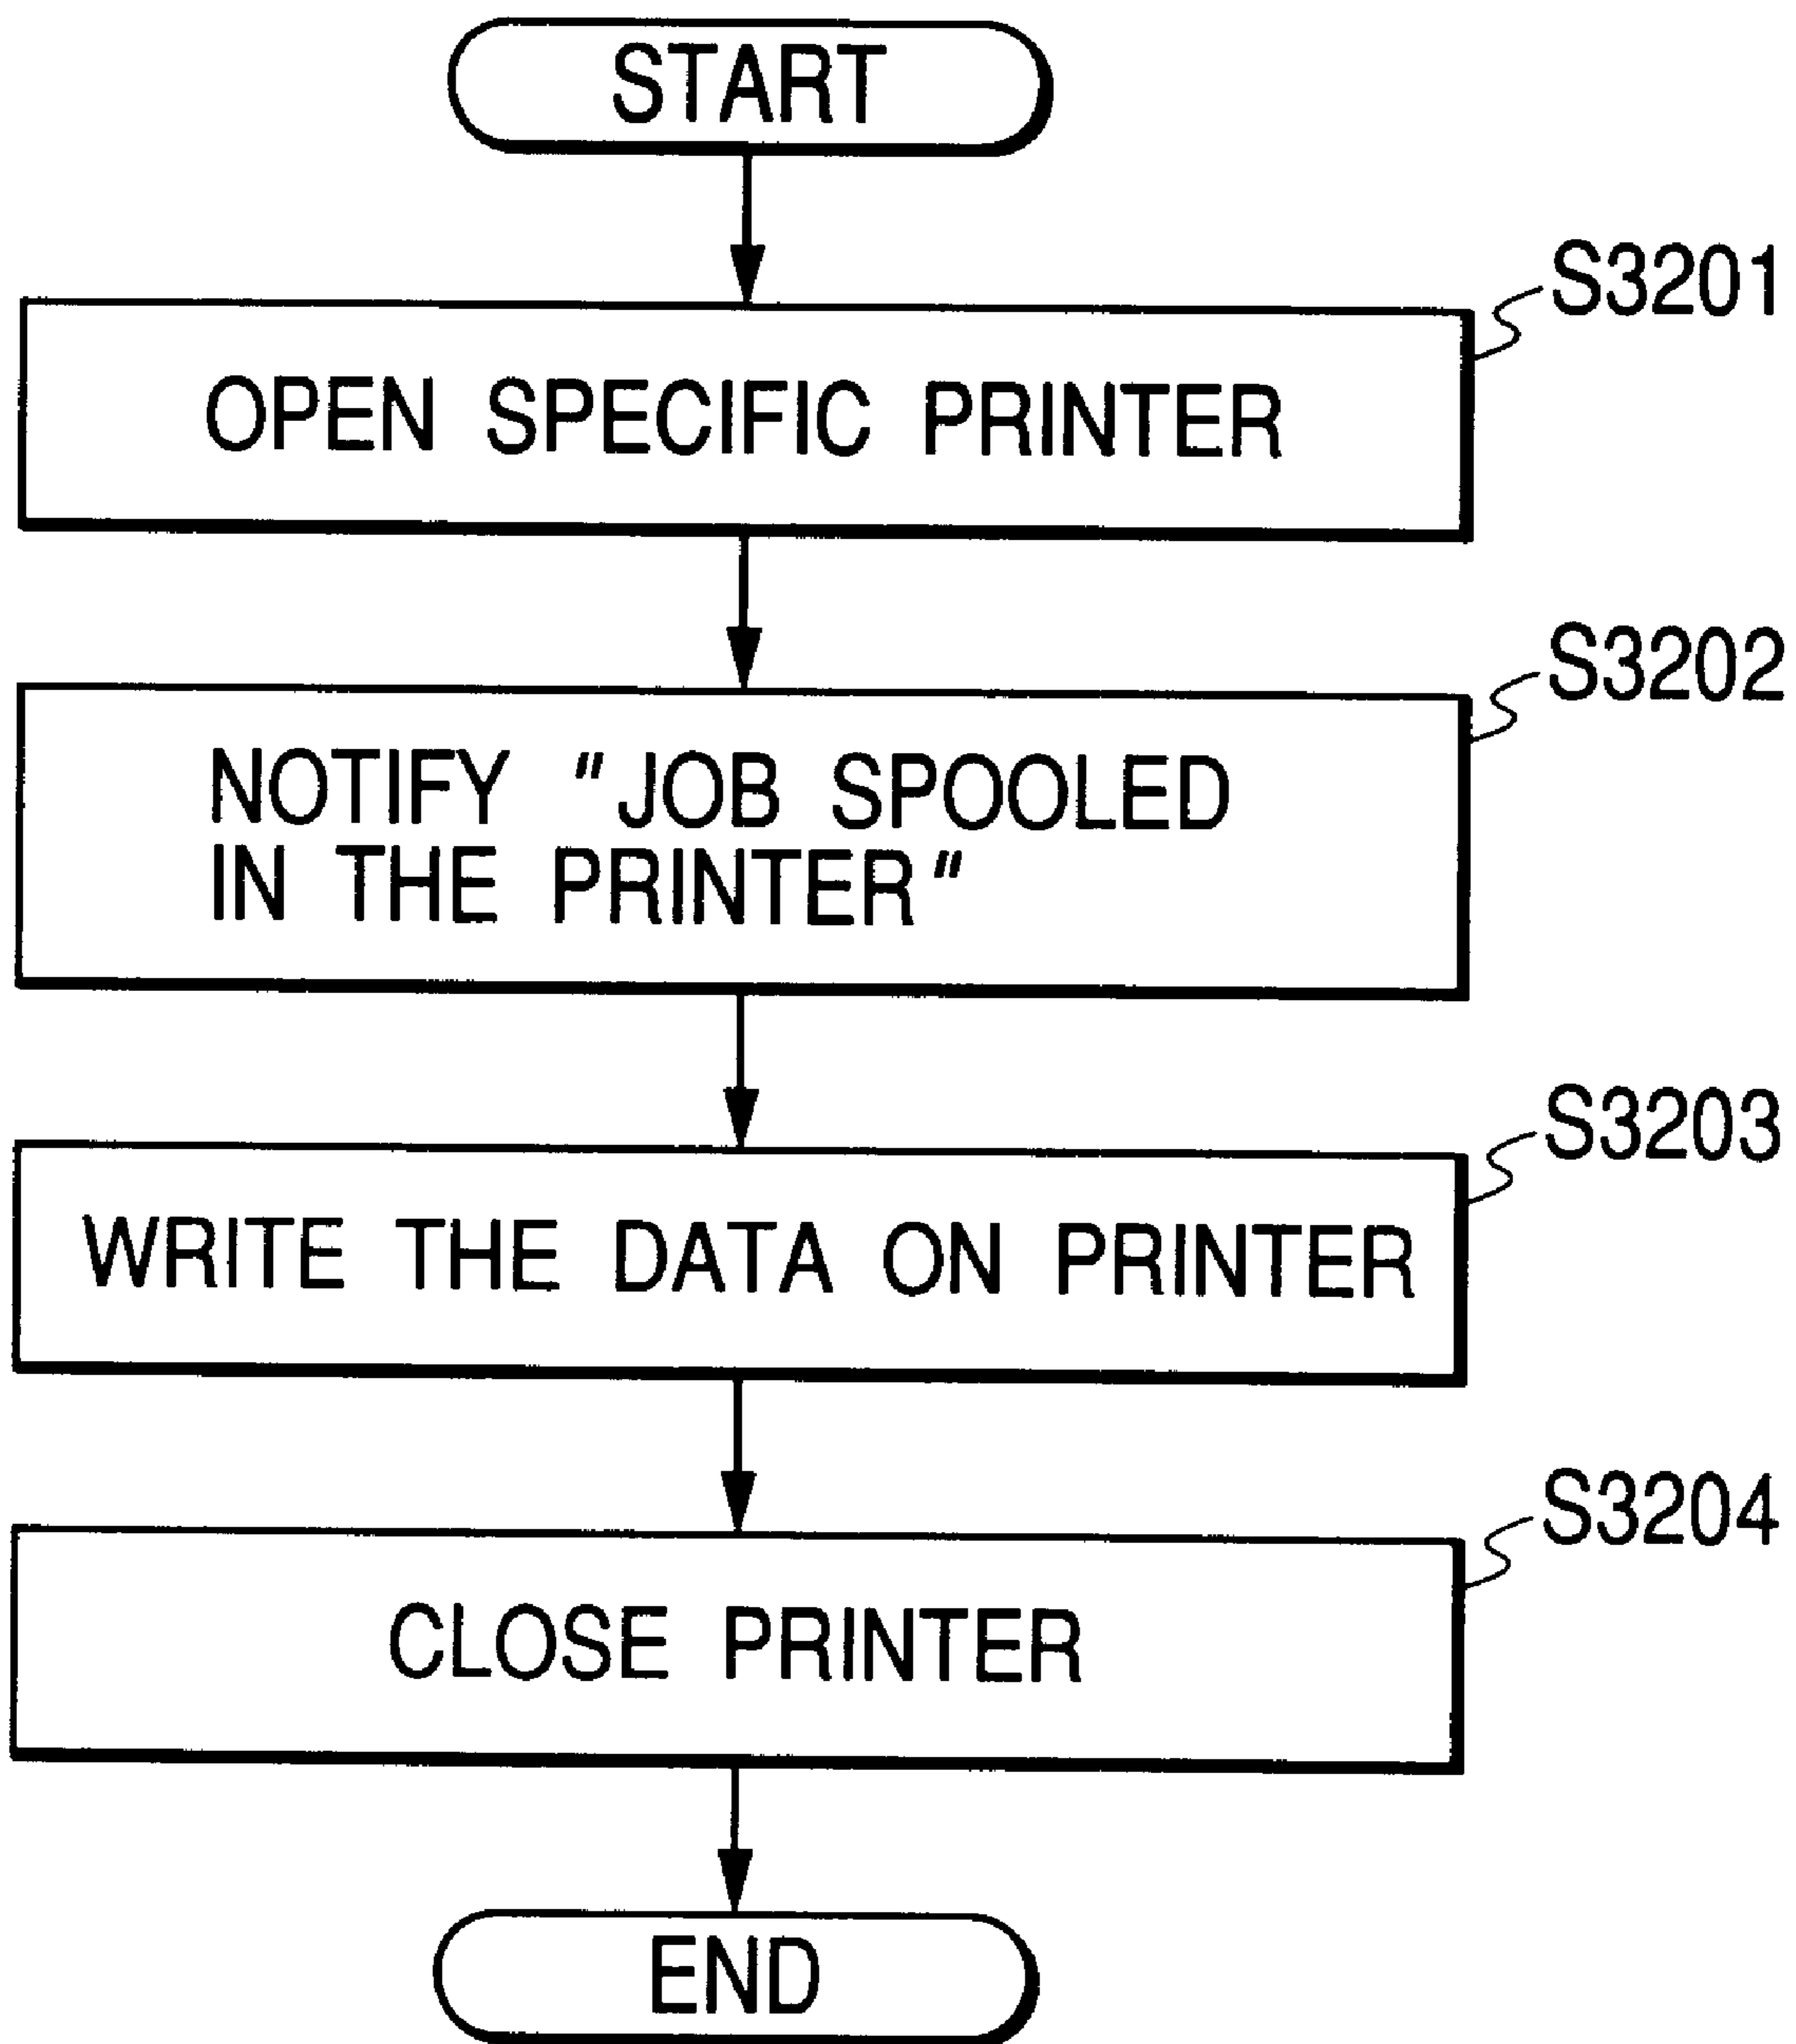 START
S3201
OPEN SPECIFIC PRINTER
S3202
NOTIFY "JOB SPOOLED
IN THE PRINTER"
S3203
WRITE THE DATA ON PRINTER
S3204
CLOSE PRINTER
END